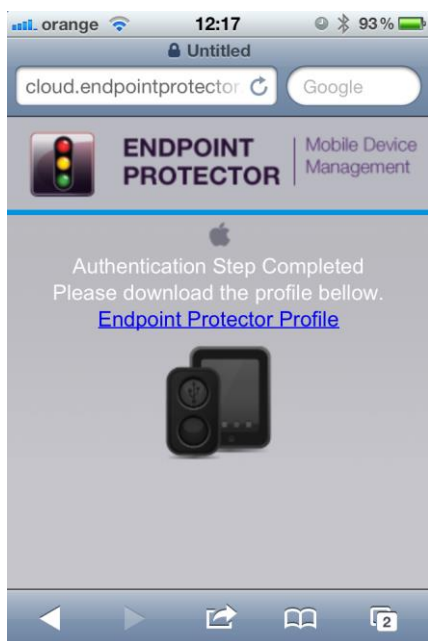 orange 12:17 93%
Untitled
cloud.endpointprotector
Google
ENDPOINT
PROTECTOR
Mobile Device
Management
Authentication Step Completed
Please download the profile bellow.
Endpoint Protector Profile
2